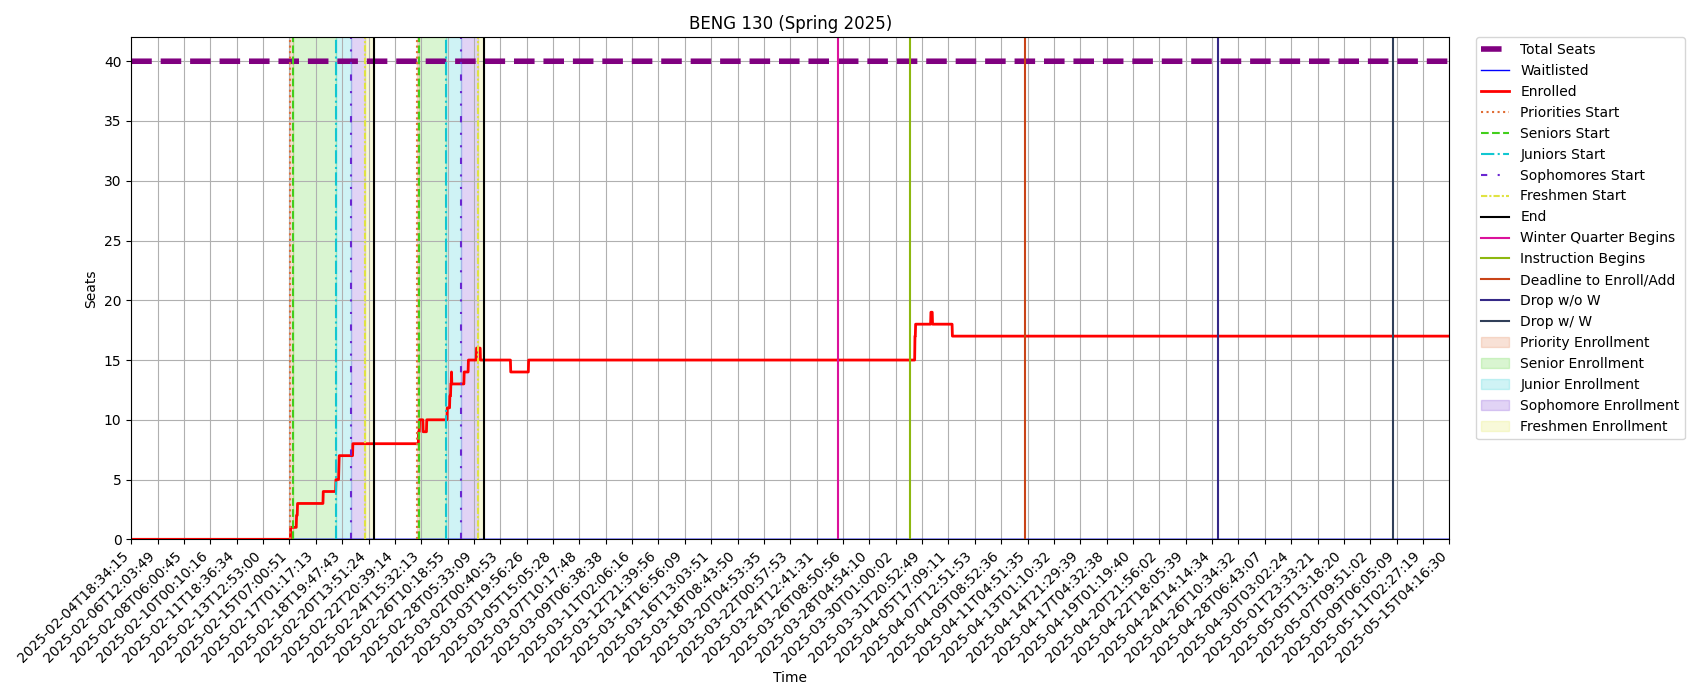 BENG 130 (Spring 2025)
Seats
40
35
30
25
20
15
10
5
0
2025-02-04T18:34:15
2025-02-06T12:03:49
2025-02-08T06:00:45
2025-02-10T00:10:16
2025-02-11T18:36:34
2025-02-13T12:53:00
2025-02-15T07:00:51
2025-02-17T01:17:13
2025-02-18T19:47:43
2025-02-20T13:51:24
2025-02-22T20:39:14
2025-02-24T15:32:13
2025-02-26T10:18:55
2025-02-28T05:33:09
2025-03-02T00:40:53
2025-03-03T19:56:26
2025-03-05T15:05:28
2025-03-07T10:17:48
2025-03-09T06:38:38
2025-03-11T02:06:16
2025-03-12T21:39:56
2025-03-14T16:56:09
2025-03-16T13:03:51
2025-03-18T08:43:50
2025-03-20T04:53:35
2025-03-22T00:57:53
2025-03-24T12:41:31
2025-03-26T08:50:56
2025-03-28T04:54:10
2025-03-30T01:00:02
2025-03-31T20:52:49
2025-04-05T17:09:11
2025-04-07T12:51:53
2025-04-09T08:52:36
2025-04-11T04:51:35
2025-04-13T01:10:32
2025-04-14T21:29:39
2025-04-17T04:32:38
2025-04-19T01:19:40
2025-04-20T21:56:02
2025-04-22T18:05:39
2025-04-24T14:14:34
2025-04-26T10:34:32
2025-04-28T06:43:07
2025-04-30T03:02:24
2025-05-01T23:33:21
2025-05-05T13:18:20
2025-05-07T09:51:02
2025-05-09T06:05:09
2025-05-11T02:27:19
2025-05-15T04:16:30
Time
Total Seats
Waitlisted
Enrolled
Priorities Start
Seniors Start
Juniors Start
Sophomores Start
Freshmen Start
End
Winter Quarter Begins
Instruction Begins
Deadline to Enroll/Add
Drop w/o W
Drop w/ W
Priority Enrollment
Senior Enrollment
Junior Enrollment
Sophomore Enrollment
Freshmen Enrollment